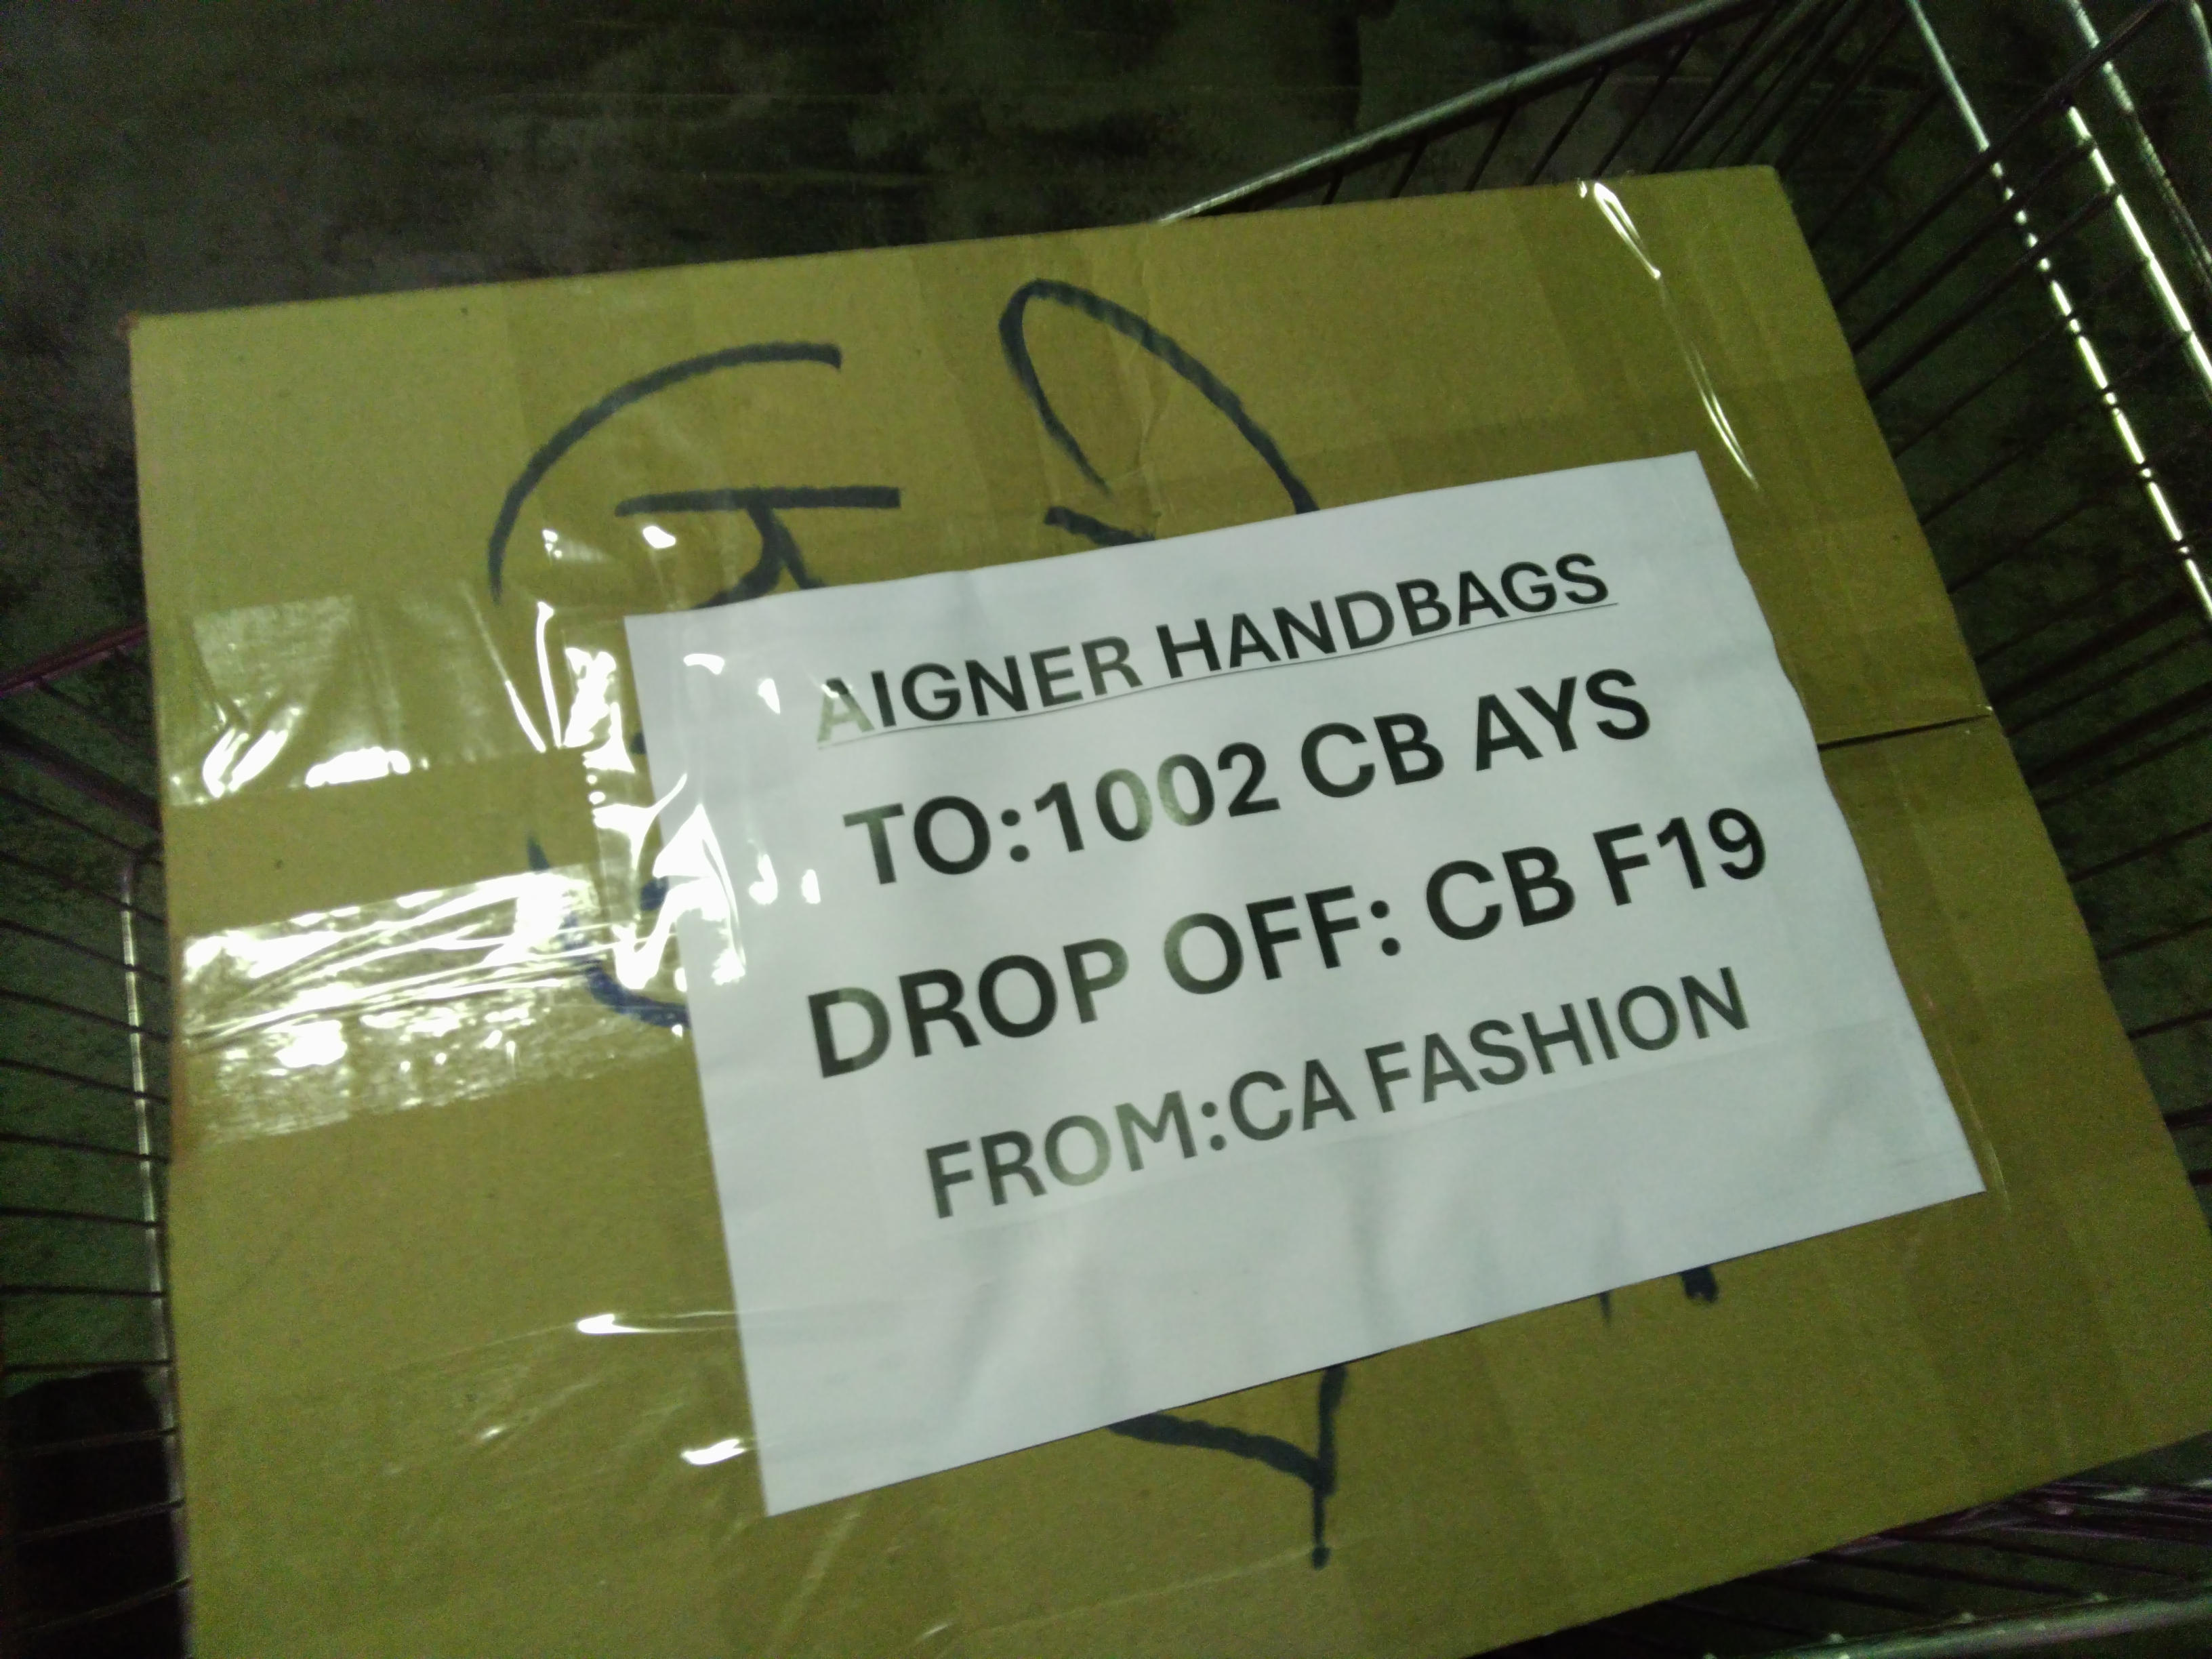 AIGNER HANDBAGS
TO:1002 CB AYS
DROP OFF: CB F19
FROM:CA FASHION